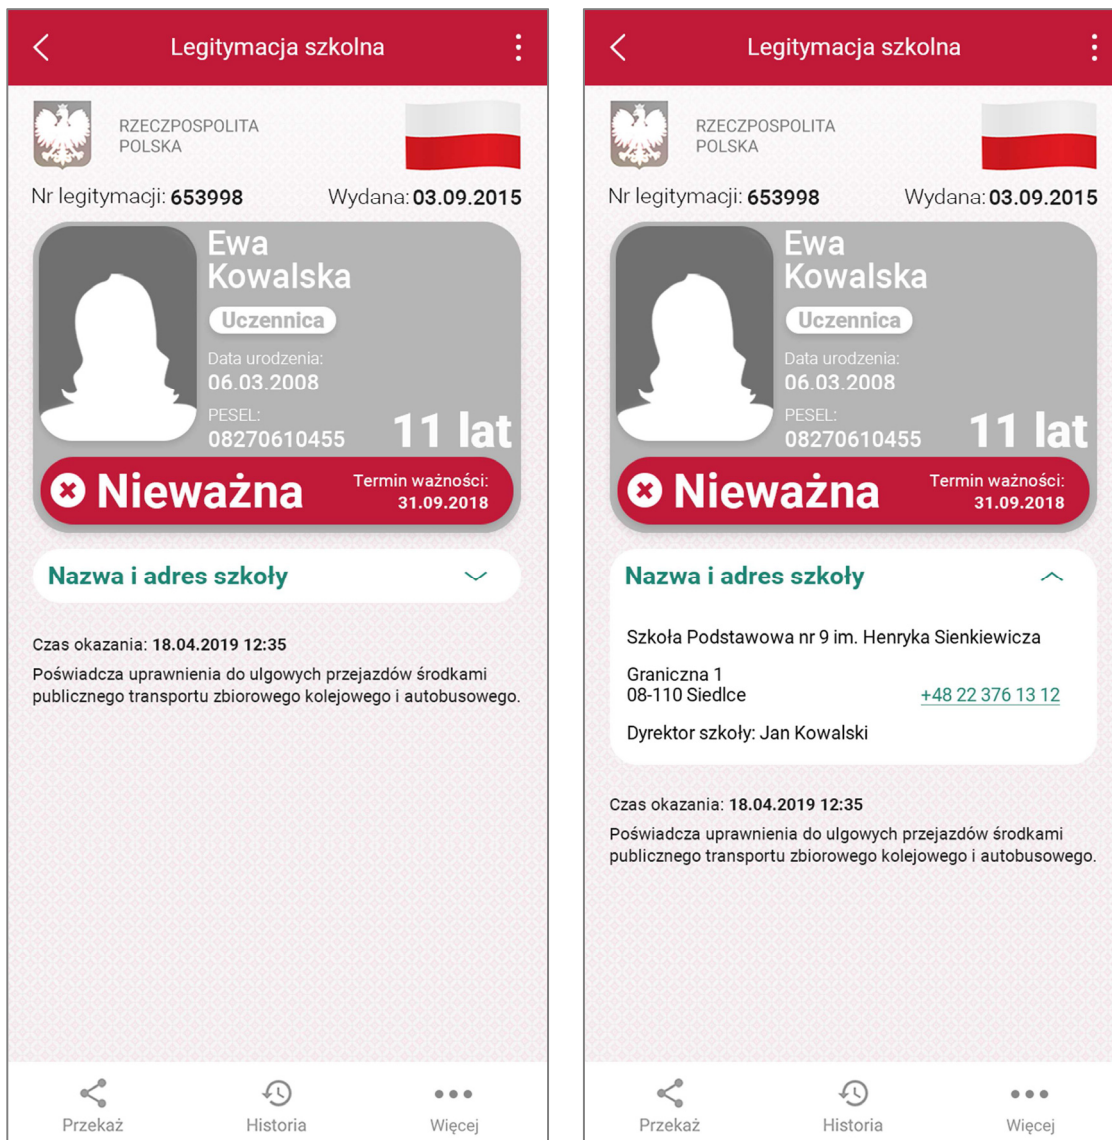 Legitymacja szkolna
RZECZPOSPOLITA
POLSKA
Nr legitymacji: 653998 Wydana: 03.09.2015
Ewa
Kowalska
Uczennica
Data urodzenia:
06.03.2008
PESEL:
08270610455
11 lat
Nieważna
Termin ważności:
31.09.2018
Nazwa i adres szkoły
Czas okazania: 18.04.2019 12:35
Poświadcza uprawnienia do ulgowych przejazdów środkami
publicznego transportu zbiorowego kolejowego i autobusowego.
Przekaż Historia Więcej
Legitymacja szkolna
RZECZPOSPOLITA
POLSKA
Nr legitymacji: 653998 Wydana: 03.09.2015
Ewa
Kowalska
Uczennica
Data urodzenia:
06.03.2008
PESEL:
08270610455
11 lat
Nieważna
Termin ważności:
31.09.2018
Nazwa i adres szkoły
Szkoła Podstawowa nr 9 im. Henryka Sienkiewicza
Graniczna 1
08-110 Siedlce +48 22 376 13 12
Dyrektor szkoły: Jan Kowalski
Czas okazania: 18.04.2019 12:35
Poświadcza uprawnienia do ulgowych przejazdów środkami
publicznego transportu zbiorowego kolejowego i autobusowego.
Przekaż Historia Więcej